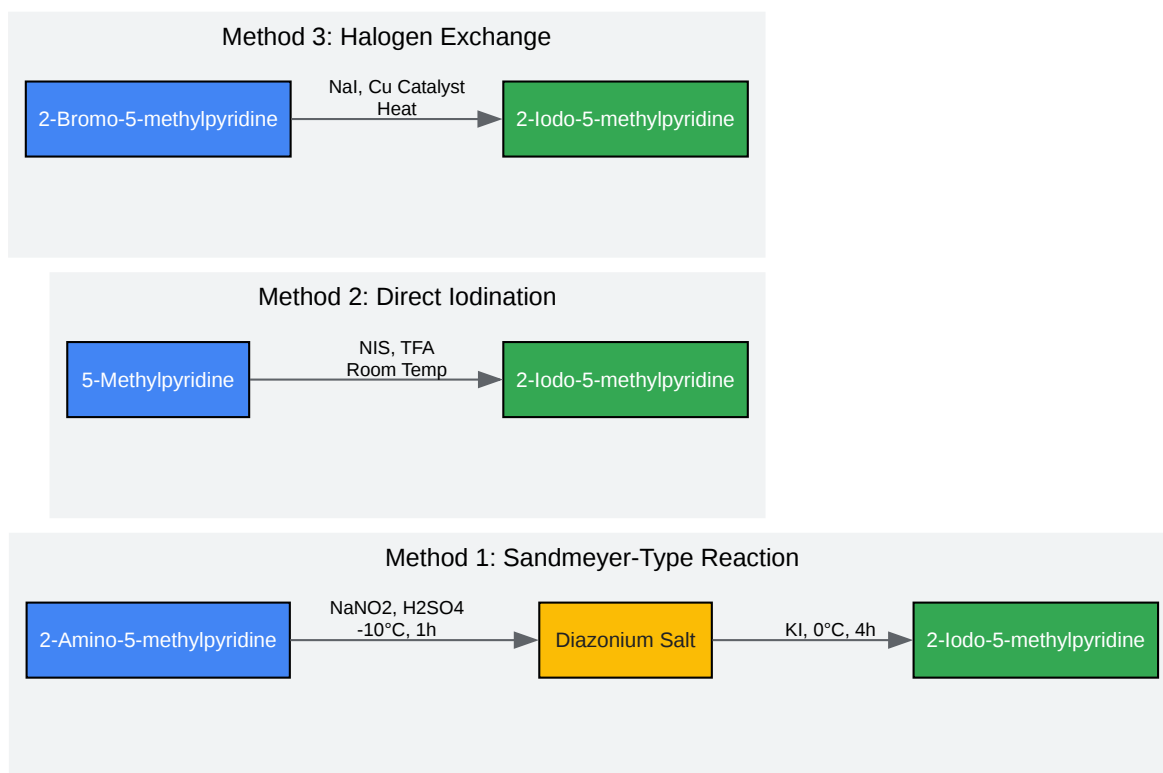 Method 3: Halogen Exchange
2-Bromo-5-methylpyridine
NaI, Cu Catalyst
Heat
2-Iodo-5-methylpyridine
Method 2: Direct Iodination
5-Methylpyridine
NIS, TFA
Room Temp
2-Iodo-5-methylpyridine
Method 1: Sandmeyer-Type Reaction
2-Amino-5-methylpyridine
NaNO2, H2SO4
-10°C, 1h
Diazonium Salt
KI, 0°C, 4h
2-Iodo-5-methylpyridine